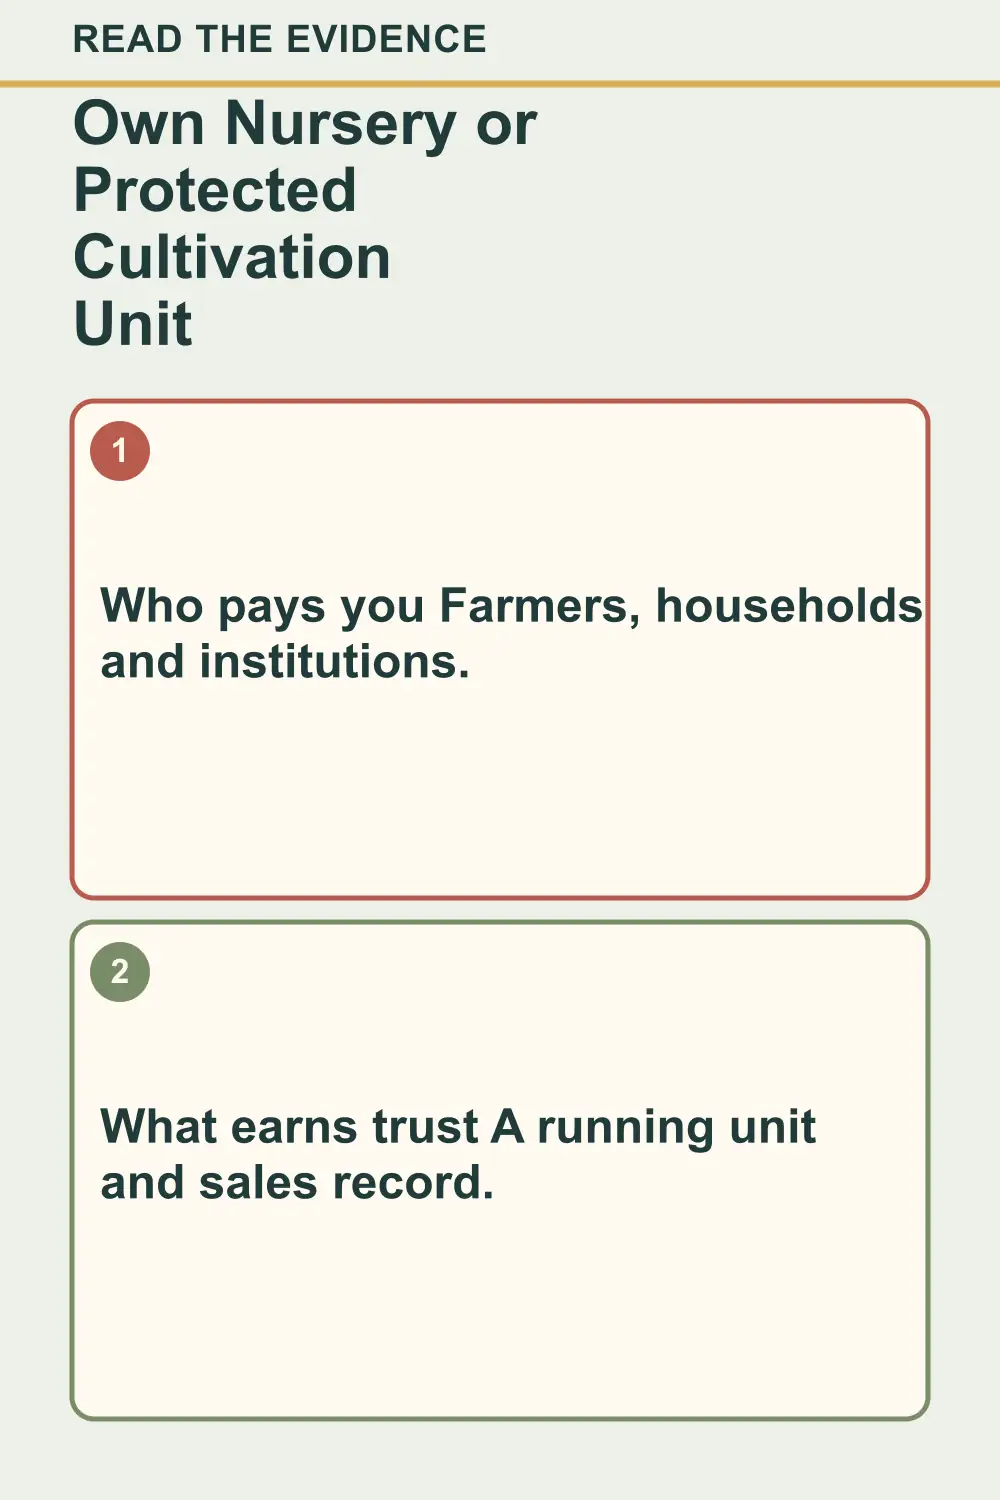 READ THE EVIDENCE
Own Nursery or
Protected
Cultivation
Unit
1
Who pays you Farmers, households
and institutions.
2
What earns trust A running unit
and sales record.